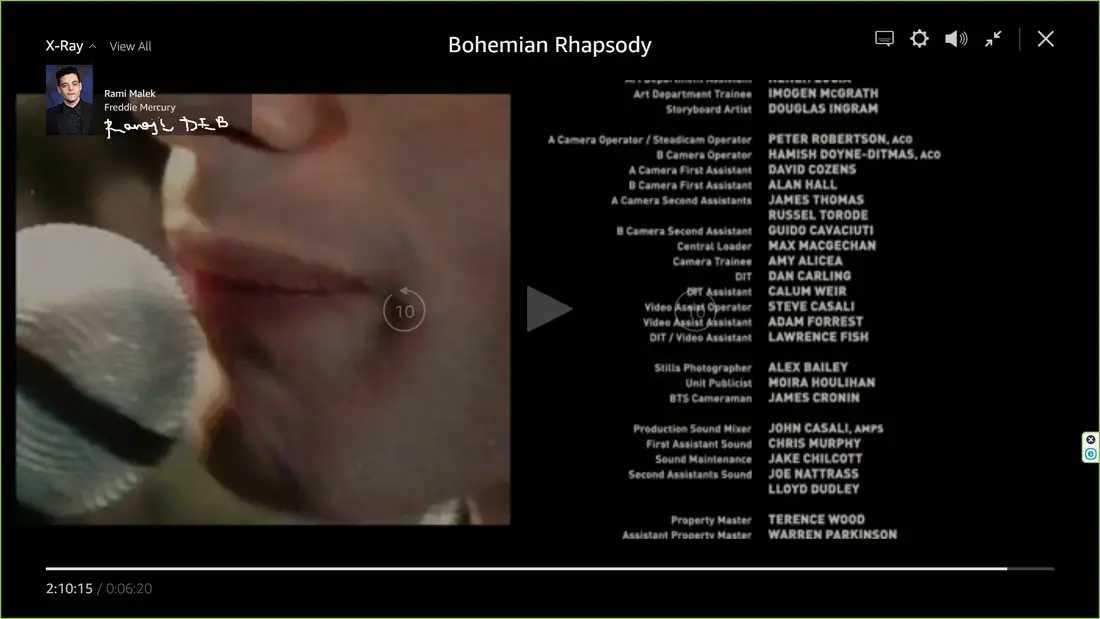 X-Ray View All
Bohemian Rhapsody
Rami Malek
Freddie Mercury
Art Department Trainee IMOGEN MCGRATH
Storyboard Artist DOUGLAS INGRAM
A Camera Operator / Steadicam Operator PETER ROBERTSON, ACO
B Camera Operator HAMISH DOYNE-DITMAS, ACO
A Camera First Assistant DAVID COZENS
B Camera First Assistant ALAN HALL
A Camera Second Assistants JAMES THOMAS
RUSSEL TORODE
B Camera Second Assistant GUIDO CAVACIUTI
Central Loader MAX MACGECHAN
Camera Trainee AMY ALICEA
DIT DAN CARLING
DIT Assistant CALUM WEIR
Video Assist Operator STEVE CASALI
Video Assist Assistant ADAM FORREST
DIT / Video Assistant LAWRENCE FISH
10
10
Stills Photographer ALEX BAILEY
Unit Publicist MOIRA HOULIHAN
BTS Cameraman JAMES CRONIN
Production Sound Mixer JOHN CASALI, AMPS
First Assistant Sound CHRIS MURPHY
Sound Maintenance JAKE CHILCOTT
Second Assistants Sound JOE NATTRASS
LLOYD DUDLEY
Property Master TERENCE WOOD
Assistant Property Master WARREN PARKINSON
2:10:15 / 0:06:20